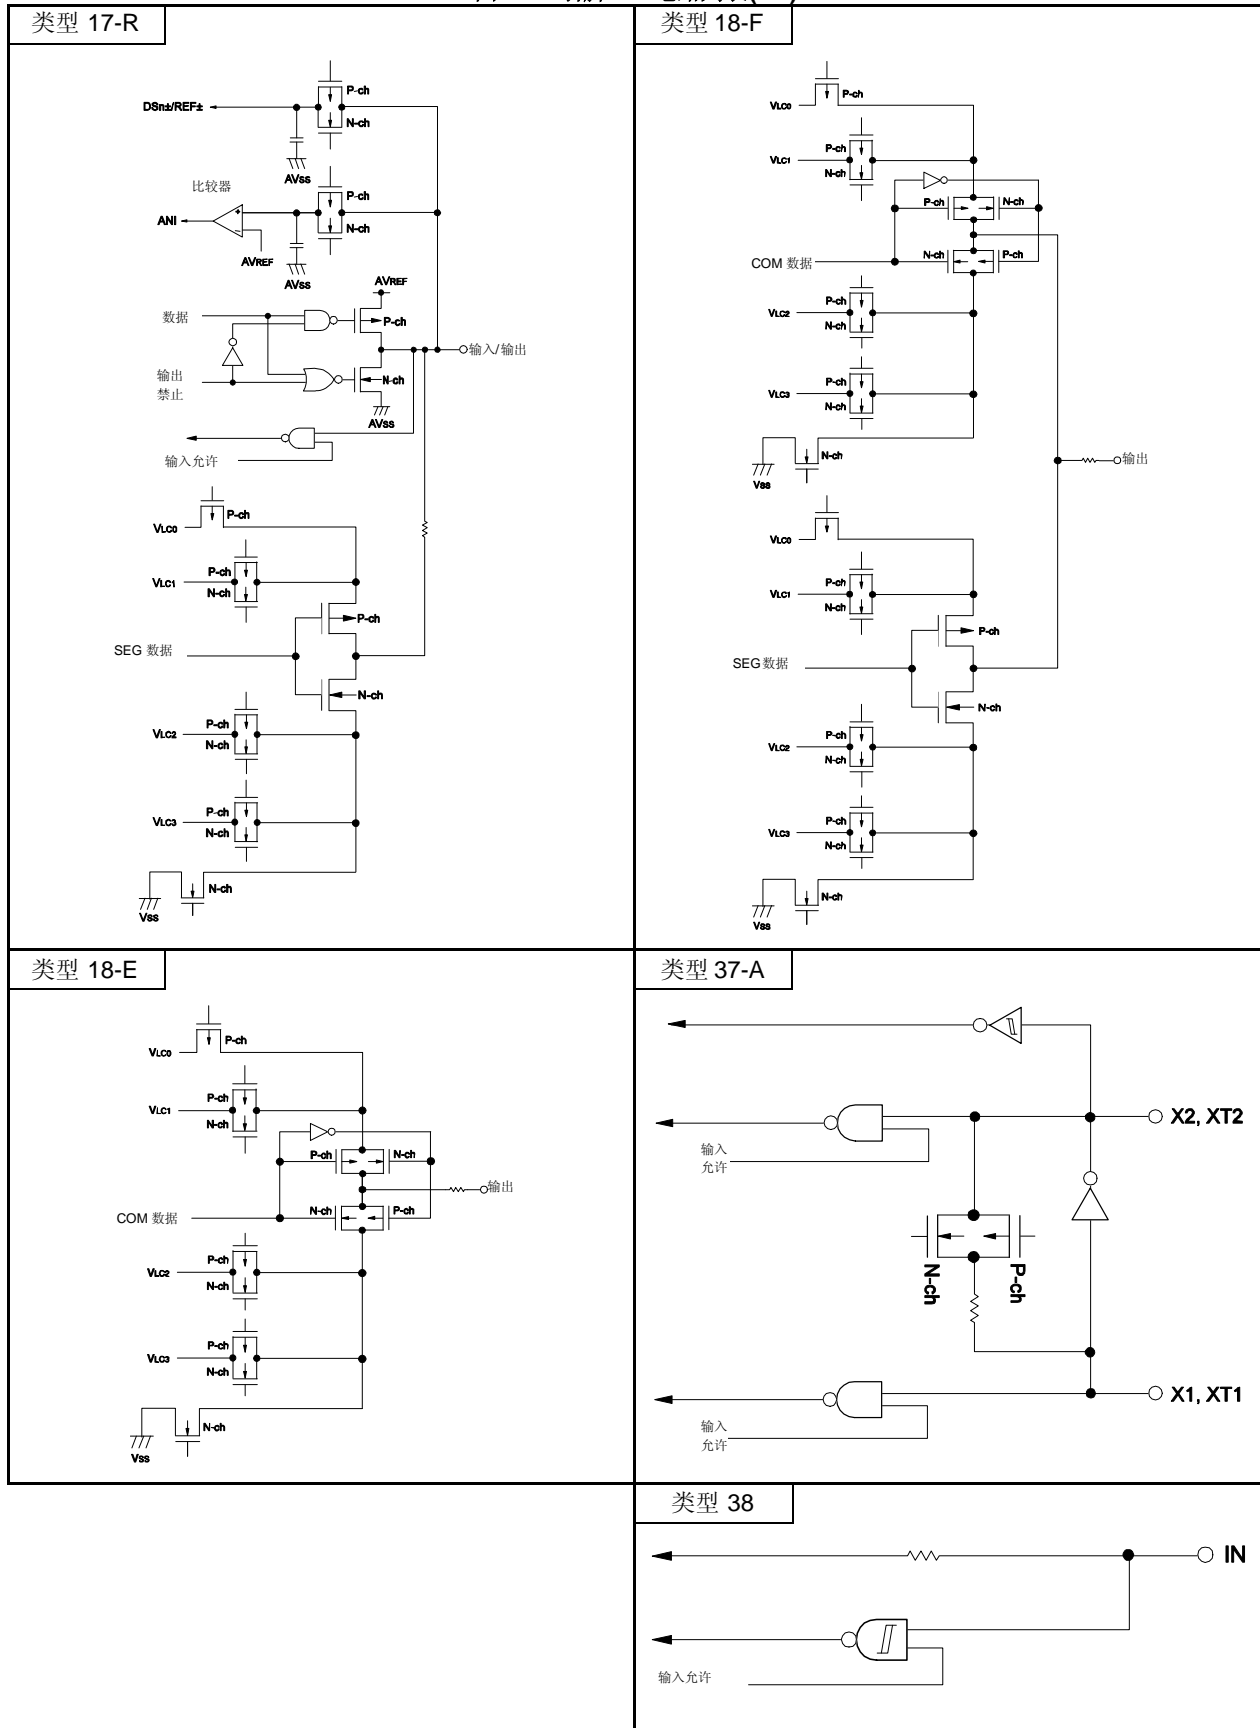 类型 17-R
P-ch
DSn±/REF±
N-ch
AVss
比较器
P-ch
ANI
N-ch
AVREF
AVss
AVREF
数据
P-ch
输入/输出
输出
禁止
N-ch
AVss
输入允许
P-ch
VLC0
P-ch
VLC1
N-ch
P-ch
SEG 数据
N-ch
P-ch
VLC2
N-ch
P-ch
VLC3
N-ch
N-ch
Vss
类型 18-F
P-ch
VLC0
P-ch
VLC1
N-ch
P-ch
N-ch
N-ch
P-ch
COM 数据
P-ch
VLC2
N-ch
P-ch
VLC3
N-ch
N-ch
Vss
输出
VLC0
P-ch
VLC1
N-ch
P-ch
SEG 数据
N-ch
P-ch
VLC2
N-ch
P-ch
VLC3
N-ch
N-ch
Vss
类型 18-E
P-ch
VLC0
P-ch
VLC1
N-ch
P-ch
N-ch
输出
N-ch
P-ch
COM 数据
P-ch
VLC2
N-ch
P-ch
VLC3
N-ch
N-ch
Vss
类型 37-A
X2, XT2
输入
允许
N-ch
P-ch
X1, XT1
输入
允许
类型 38
IN
输入允许